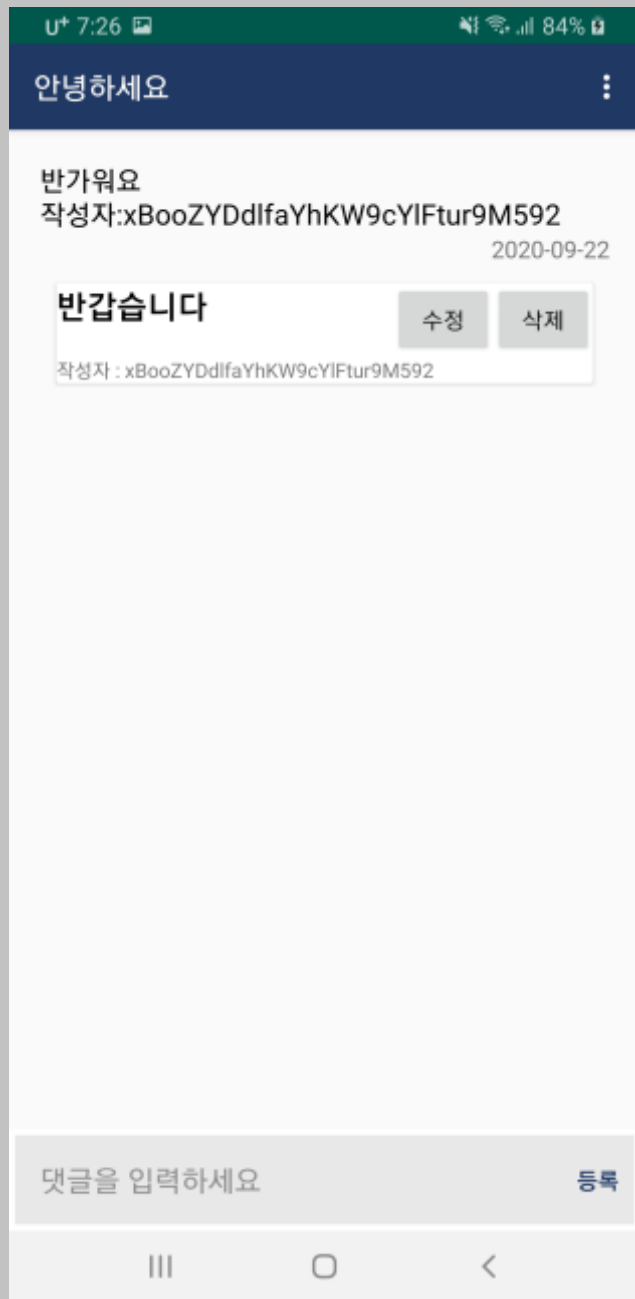 U+ 7:26 84%
안녕하세요
반가워요
작성자:xBooZYDdlfaYhKW9cYlFtur9M592
2020-09-22
반갑습니다 수정 삭제
작성자 : xBooZYDdlfaYhKW9cYlFtur9M592
댓글을 입력하세요 등록